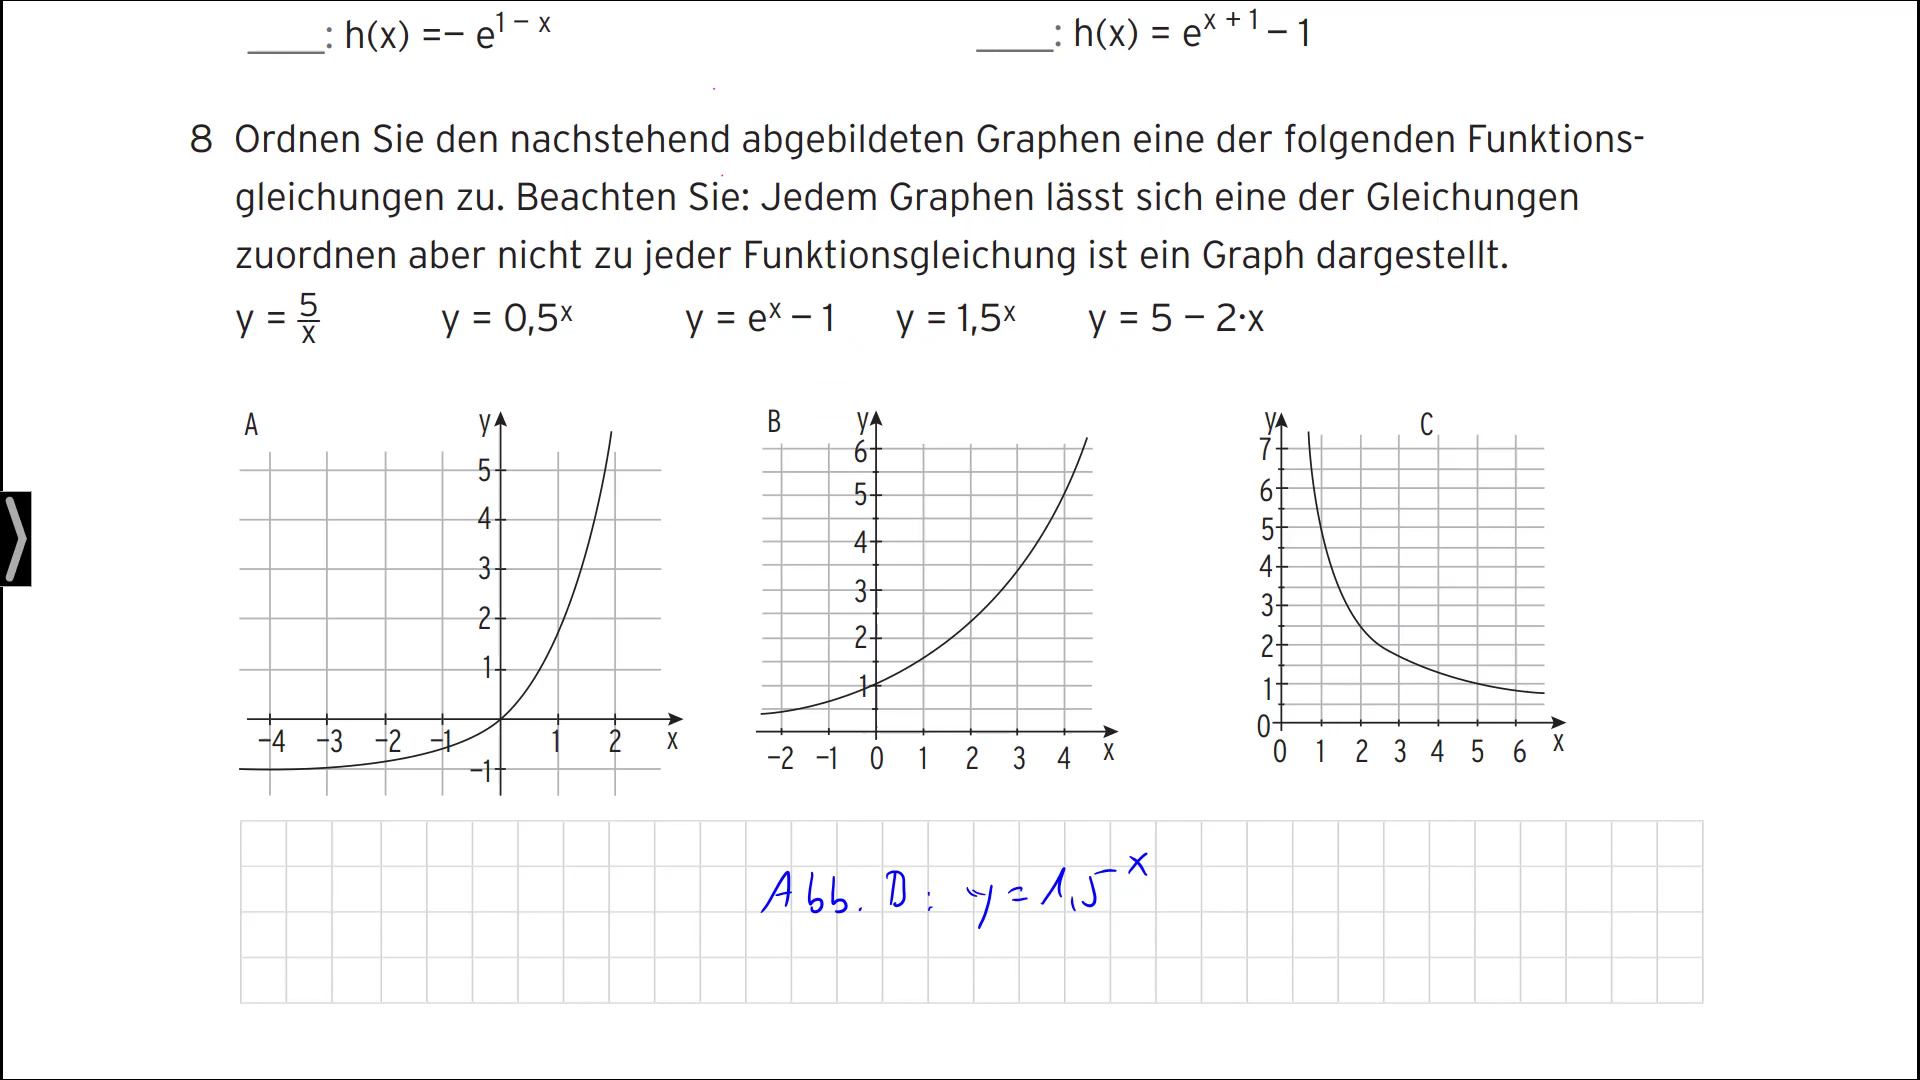 ____: h(x) =− e^{1 − x}
____: h(x) = e^{x + 1} − 1
8 Ordnen Sie den nachstehend abgebildeten Graphen eine der folgenden Funktions-
gleichungen zu. Beachten Sie: Jedem Graphen lässt sich eine der Gleichungen
zuordnen aber nicht zu jeder Funktionsgleichung ist ein Graph dargestellt.
y = 5/x y = 0,5^x y = e^x − 1 y = 1,5^x y = 5 − 2·x
A
y
5
4
3
2
1
−4 −3 −2 −1 1 2 x
−1
B
y
6
5
4
3
2
1
−2 −1 0 1 2 3 4 x
C
y
7
6
5
4
3
2
1
0
0 1 2 3 4 5 6 x
Abb. B: y = 1,5^x